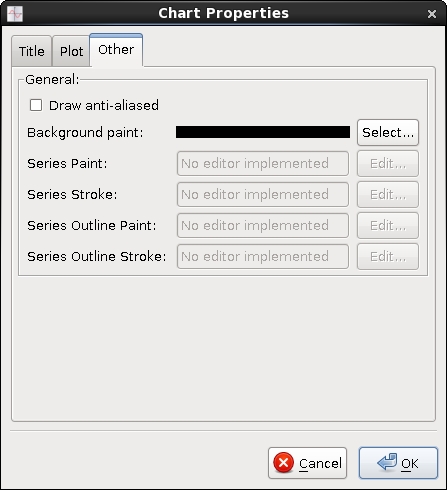 Chart Properties
Title Plot Other
General:
Draw anti-aliased
Background paint: Select...
Series Paint: No editor implemented Edit...
Series Stroke: No editor implemented Edit...
Series Outline Paint: No editor implemented Edit...
Series Outline Stroke: No editor implemented Edit...
Cancel OK